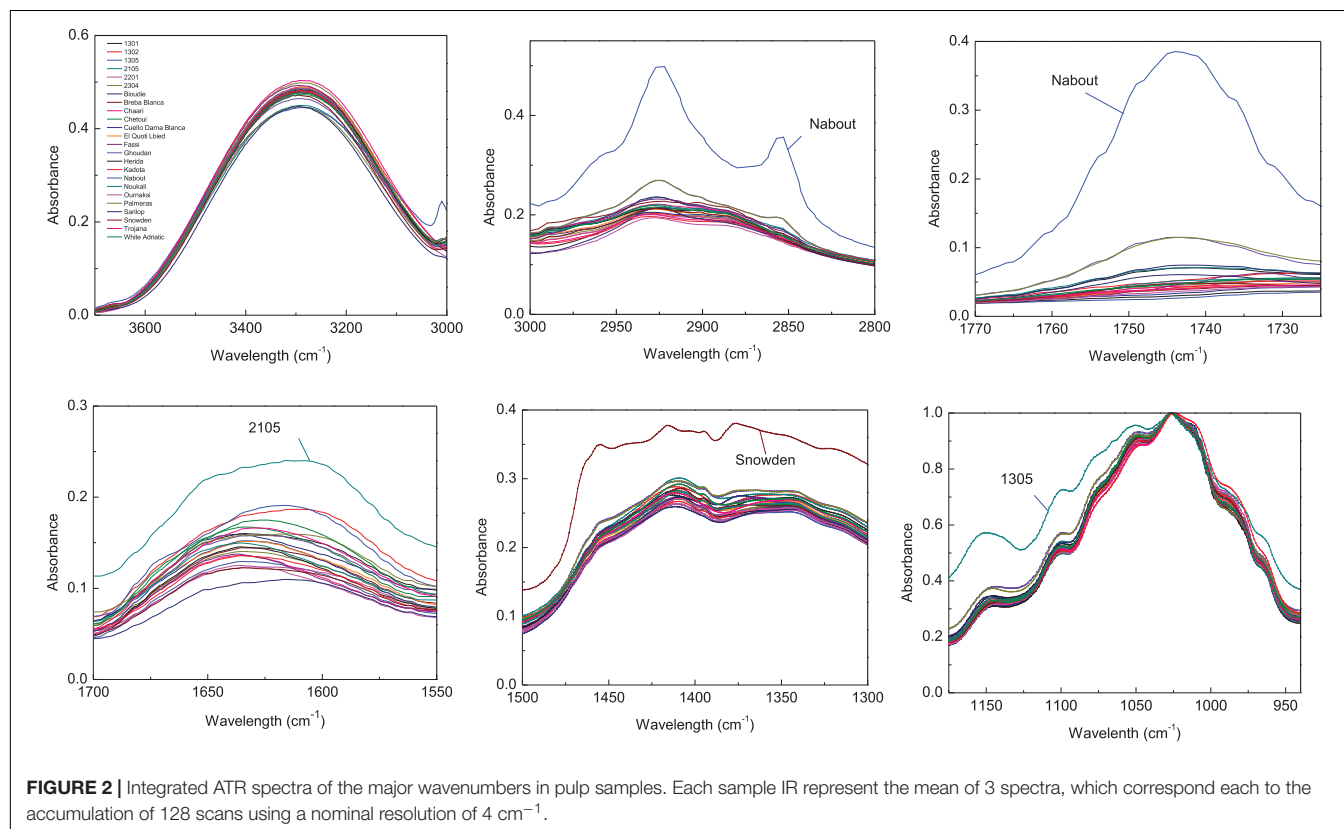 0.6
0.4
0.2
0.0
Absorbance
1301
1302
1305
2105
2201
2304
Bioudie
Breba Blanca
Chaari
Chetoui
Cuello Dama Blanca
El Quoti Lbied
Fassi
Ghoudan
Herida
Kadota
Nabout
Noukali
Ournaksi
Palmeras
Sarilop
Snowden
Trojana
White Adriatic
3600 3400 3200 3000
Wavelength (cm-1)
0.4
0.2
0.0
Absorbance
Nabout
3000 2950 2900 2850 2800
Wavelength (cm-1)
0.4
0.3
0.2
0.1
0.0
Absorbance
Nabout
1770 1760 1750 1740 1730
Wavelength (cm-1)
0.3
0.2
0.1
0.0
Absorbance
2105
1700 1650 1600 1550
Wavelength (cm-1)
0.4
0.3
0.2
0.1
0.0
Absorbance
Snowden
1500 1450 1400 1350 1300
Wavelength (cm-1)
1.0
0.8
0.6
0.4
0.2
0.0
Absorbance
1305
1150 1100 1050 1000 950
Wavelenth (cm-1)
FIGURE 2 | Integrated ATR spectra of the major wavenumbers in pulp samples. Each sample IR represent the mean of 3 spectra, which correspond each to the
accumulation of 128 scans using a nominal resolution of 4 cm−1.